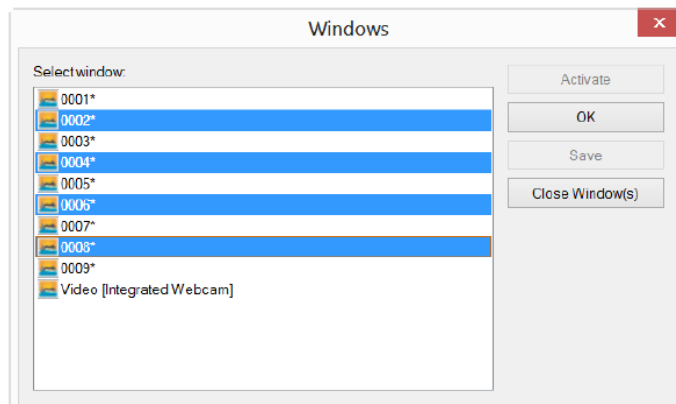 Windows
x
Select window:
Activate
0001*
0002*
OK
0003*
0004*
Save
0005*
0006*
Close Window(s)
0007*
0008*
0009*
Video [Integrated Webcam]